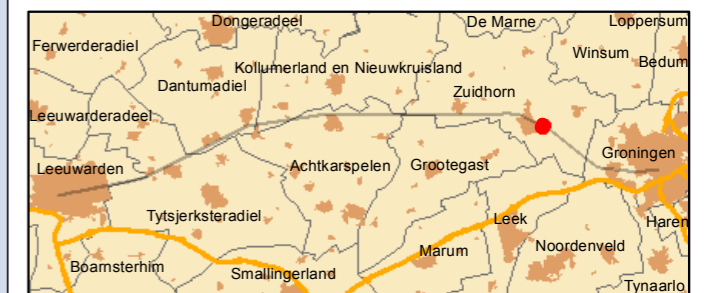 Dongeradeel
De Marne
Loppersum
Ferwerderadiel
Winsum
Bedum
Kollumerland en Nieuwkruisland
Dantumadiel
Zuidhorn
Leeuwarderadeel
Groningen
Leeuwarden
Achtkarspelen
Grootegast
Tytsjerksteradiel
Leek
Haren
Noordenveld
Marum
Boarnsterhim
Smallingerland
Tynaarlo